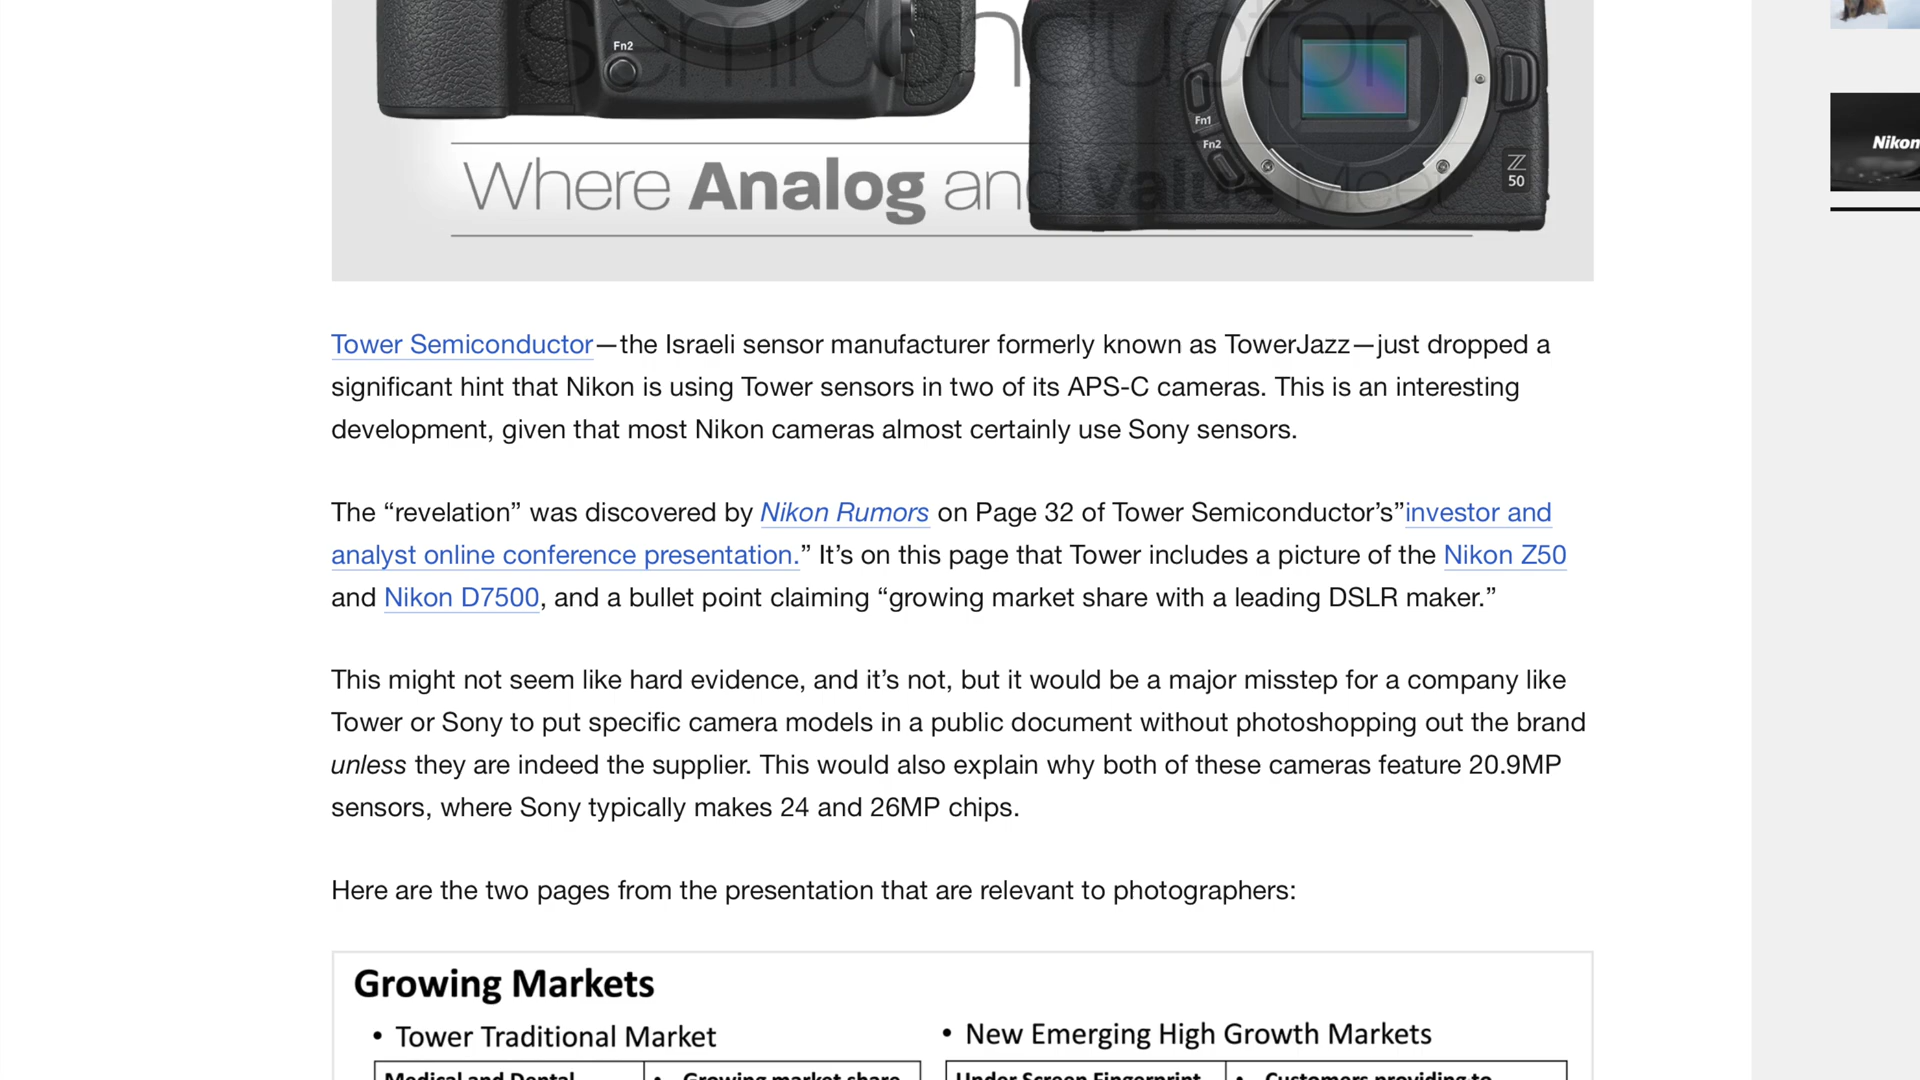 semiconductor
Fn2
Fn1
Fn2
Z
50
Nikon
Where Analog and Value Meet
Tower Semiconductor—the Israeli sensor manufacturer formerly known as TowerJazz—just dropped a
significant hint that Nikon is using Tower sensors in two of its APS-C cameras. This is an interesting
development, given that most Nikon cameras almost certainly use Sony sensors.
The “revelation” was discovered by Nikon Rumors on Page 32 of Tower Semiconductor’s”investor and
analyst online conference presentation.” It’s on this page that Tower includes a picture of the Nikon Z50
and Nikon D7500, and a bullet point claiming “growing market share with a leading DSLR maker.”
This might not seem like hard evidence, and it’s not, but it would be a major misstep for a company like
Tower or Sony to put specific camera models in a public document without photoshopping out the brand
unless they are indeed the supplier. This would also explain why both of these cameras feature 20.9MP
sensors, where Sony typically makes 24 and 26MP chips.
Here are the two pages from the presentation that are relevant to photographers:
Growing Markets
• Tower Traditional Market
• New Emerging High Growth Markets
Medical and Dental
• Growing market share
Under Screen Fingerprint
• Customers providing to